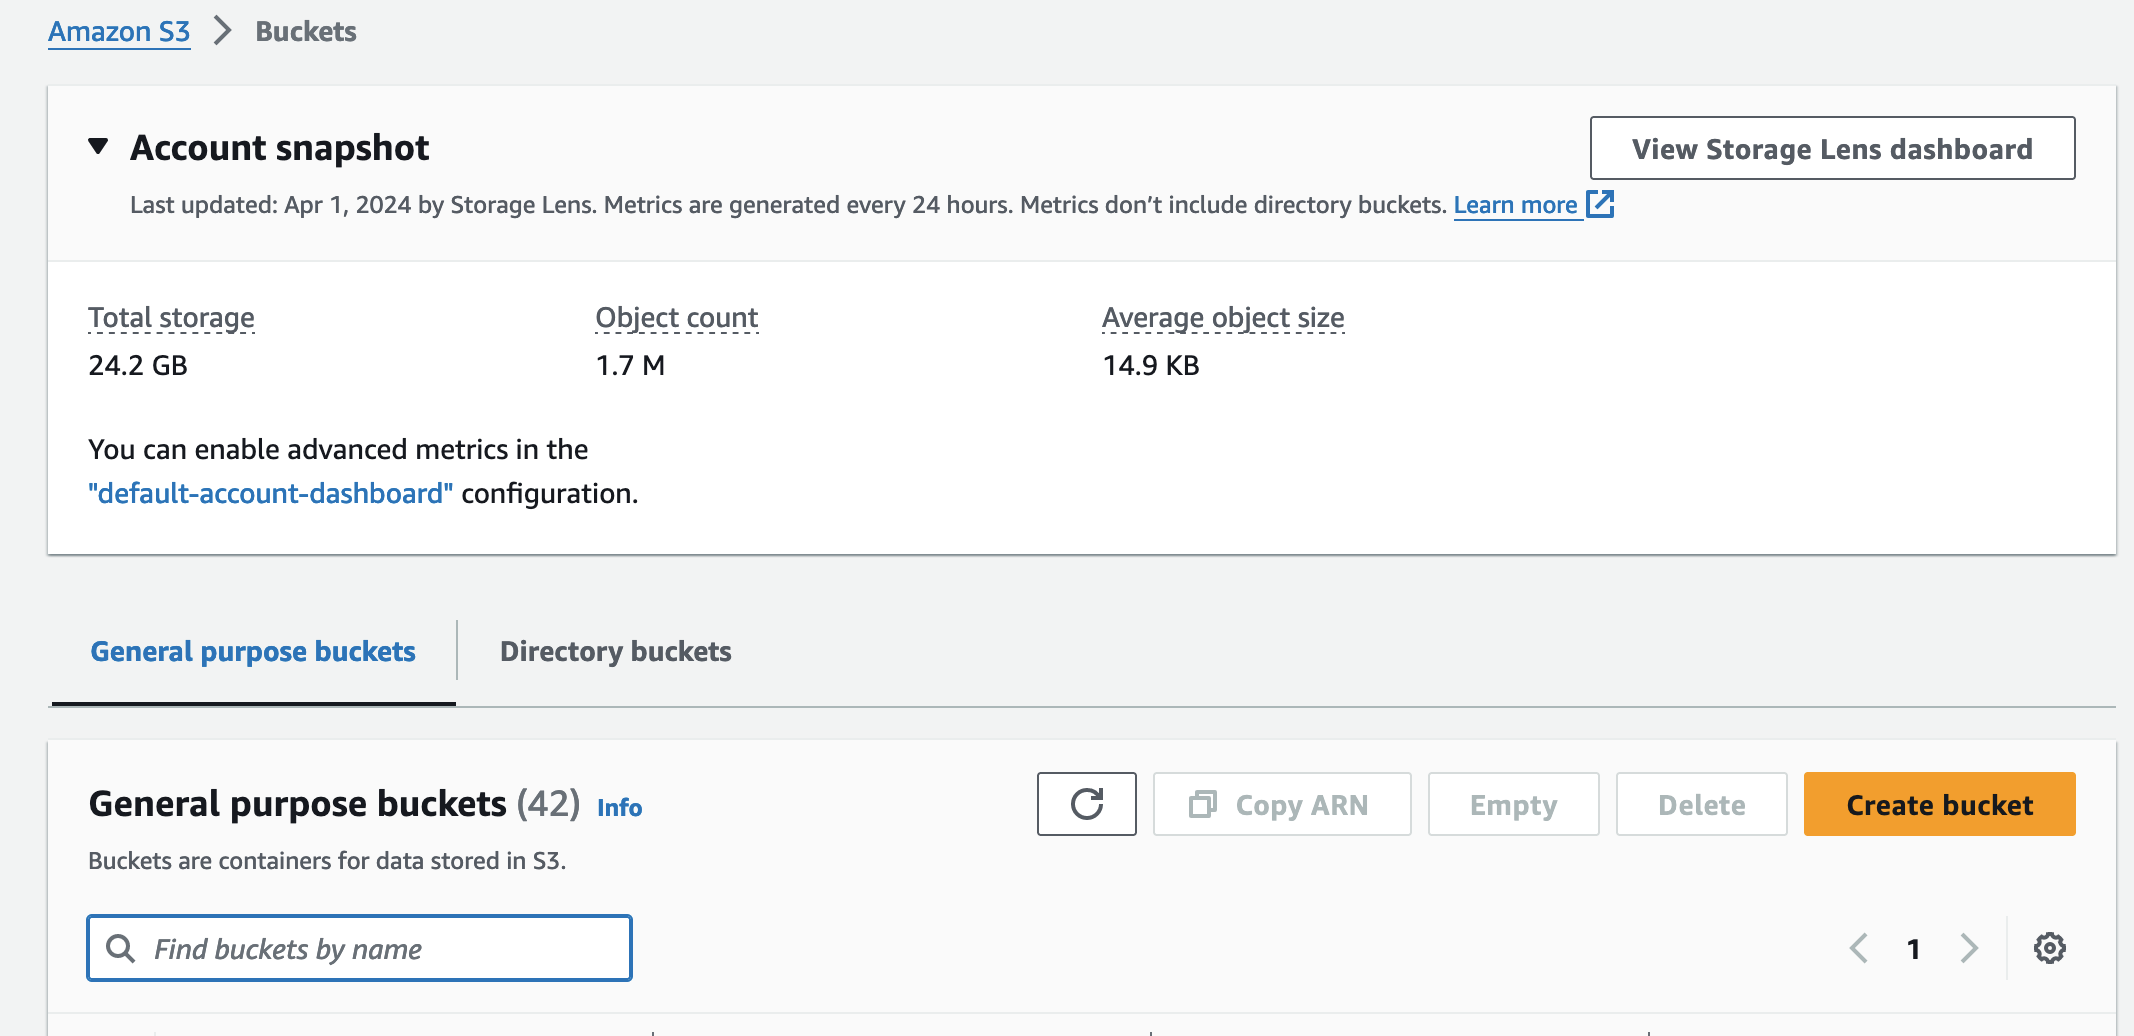 Amazon S3 > Buckets
Account snapshot
View Storage Lens dashboard
Last updated: Apr 1, 2024 by Storage Lens. Metrics are generated every 24 hours. Metrics don’t include directory buckets. Learn more
Total storage Object count Average object size
24.2 GB 1.7 M 14.9 KB
You can enable advanced metrics in the
"default-account-dashboard" configuration.
General purpose buckets Directory buckets
General purpose buckets (42) Info Copy ARN Empty Delete Create bucket
Buckets are containers for data stored in S3.
Find buckets by name 1